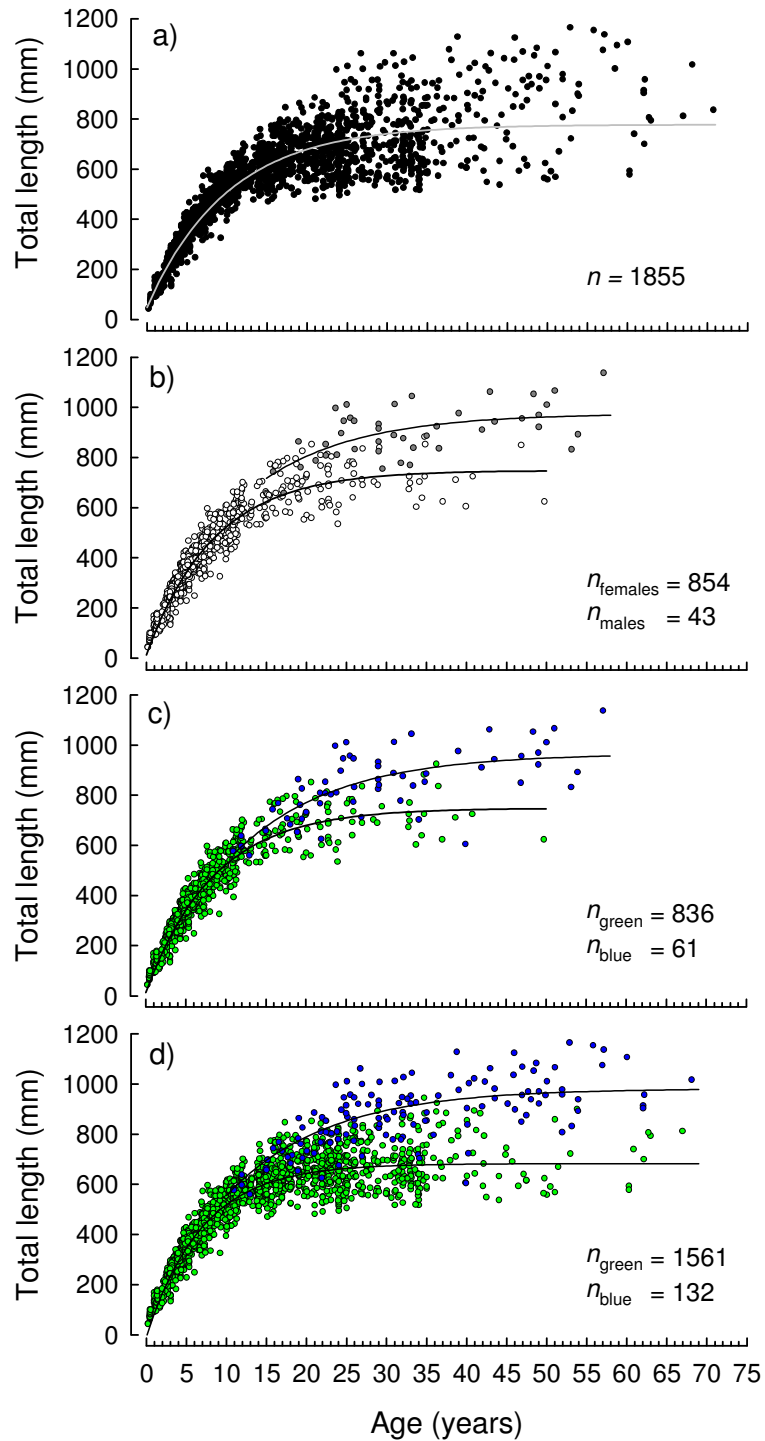 a)
1200
1000
800
600
400
200
0
Total length (mm)
n = 1855
b)
1200
1000
800
600
400
200
0
Total length (mm)
nfemales = 854
nmales = 43
c)
1200
1000
800
600
400
200
0
Total length (mm)
ngreen = 836
nblue = 61
d)
1200
1000
800
600
400
200
0
Total length (mm)
ngreen = 1561
nblue = 132
0 5 10 15 20 25 30 35 40 45 50 55 60 65 70 75
Age (years)